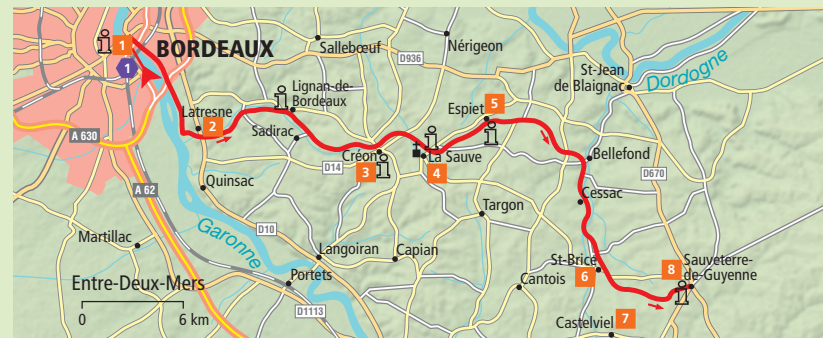 BORDEAUX
1
1
Sallebœuf
D936
Nérigeon
St-Jean
de Blaignac
Dordogne
Lignan-de-
Bordeaux
Espiet
5
Latresne
2
Sadirac
A 630
Créon
3
D14
La Sauve
4
Bellefond
D670
A 62
Quinsac
Cessac
Targon
D10
Martillac
Garonne
Langoiran
Capian
St-Brice
6
8
Sauveterre-
de-Guyenne
Entre-Deux-Mers
Portets
Cantois
0
6 km
D1113
Castelviel
7